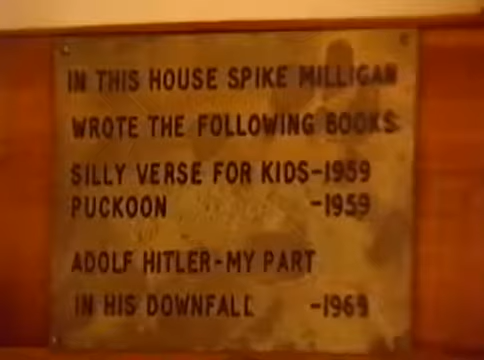 IN THIS HOUSE SPIKE MILLIGAN
WROTE THE FOLLOWING BOOKS
SILLY VERSE FOR KIDS-1959
PUCKOON -1959
ADOLF HITLER-MY PART
IN HIS DOWNFALL -1969